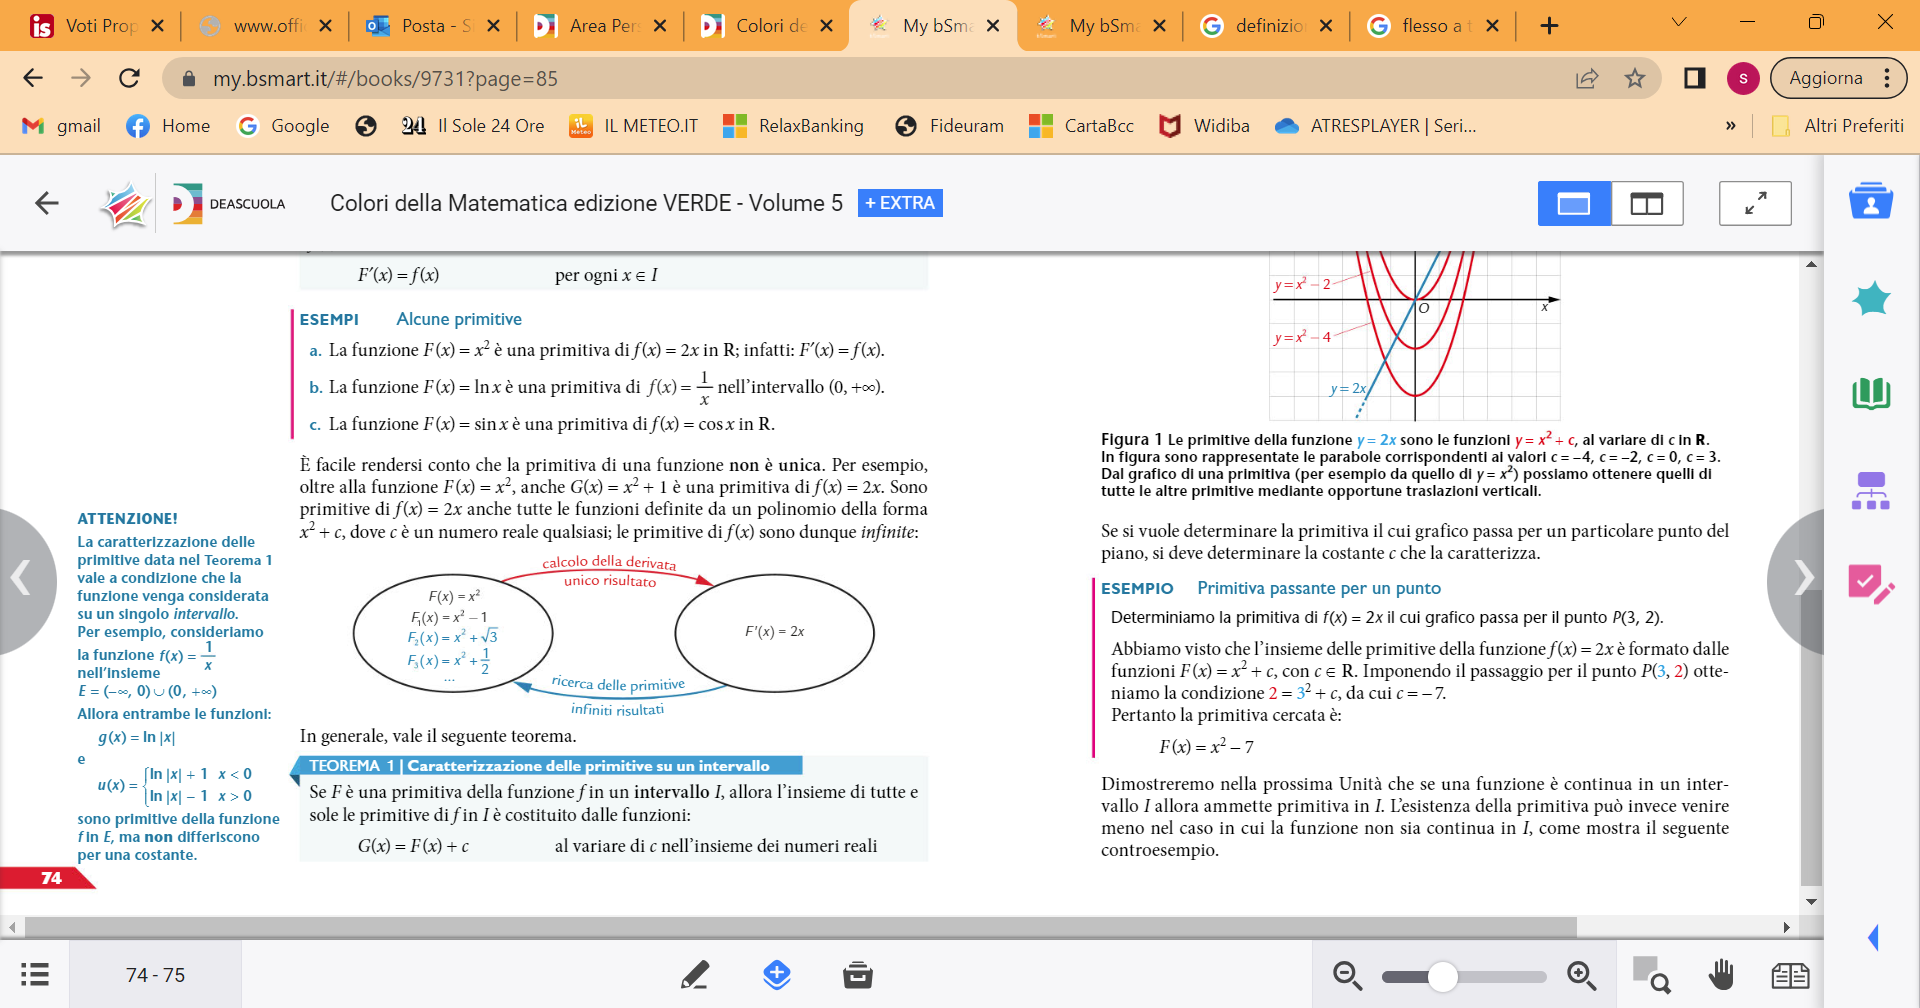 Voti Prop
www.offi
Posta - S
Area Per
Colori de
My bSma
My bSma
definizio
flesso a t
my.bsmart.it/#/books/9731?page=85
s
Aggiorna
gmail
Home
Google
24
Il Sole 24 Ore
IL METEO.IT
RelaxBanking
Fideuram
CartaBcc
Widiba
ATRESPLAYER | Seri...
»
Altri Preferiti
DEASCUOLA
Colori della Matematica edizione VERDE - Volume 5
+ EXTRA
F′(x) = f(x) per ogni x ∈ I
ESEMPI Alcune primitive
a. La funzione F(x) = x² è una primitiva di f(x) = 2x in R; infatti: F′(x) = f(x).
b. La funzione F(x) = ln x è una primitiva di f(x) = 1/x nell'intervallo (0, +∞).
c. La funzione F(x) = sin x è una primitiva di f(x) = cos x in R.
È facile rendersi conto che la primitiva di una funzione non è unica. Per esempio,
oltre alla funzione F(x) = x², anche G(x) = x² + 1 è una primitiva di f(x) = 2x. Sono
primitive di f(x) = 2x anche tutte le funzioni definite da un polinomio della forma
x² + c, dove c è un numero reale qualsiasi; le primitive di f(x) sono dunque infinite:
calcolo della derivata
unico risultato
F(x) = x²
F₁(x) = x² – 1
F₂(x) = x² + √3
F₃(x) = x² + 1/2
...
F′(x) = 2x
ricerca delle primitive
infiniti risultati
In generale, vale il seguente teorema.
TEOREMA 1 | Caratterizzazione delle primitive su un intervallo
Se F è una primitiva della funzione f in un intervallo I, allora l'insieme di tutte e
sole le primitive di f in I è costituito dalle funzioni:
G(x) = F(x) + c al variare di c nell'insieme dei numeri reali
ATTENZIONE!
La caratterizzazione delle
primitive data nel Teorema 1
vale a condizione che la
funzione venga considerata
su un singolo intervallo.
Per esempio, consideriamo
la funzione f(x) = 1/x
nell'insieme
E = (–∞, 0) ∪ (0, +∞)
Allora entrambe le funzioni:
g(x) = ln |x|
e
u(x) = { ln |x| + 1 x < 0
ln |x| – 1 x > 0
sono primitive della funzione
f in E, ma non differiscono
per una costante.
74
y = x² – 2
O
x
y = x² – 4
y = 2x
Figura 1 Le primitive della funzione y = 2x sono le funzioni y = x² + c, al variare di c in R.
In figura sono rappresentate le parabole corrispondenti ai valori c = –4, c = –2, c = 0, c = 3.
Dal grafico di una primitiva (per esempio da quello di y = x²) possiamo ottenere quelli di
tutte le altre primitive mediante opportune traslazioni verticali.
Se si vuole determinare la primitiva il cui grafico passa per un particolare punto del
piano, si deve determinare la costante c che la caratterizza.
ESEMPIO Primitiva passante per un punto
Determiniamo la primitiva di f(x) = 2x il cui grafico passa per il punto P(3, 2).
Abbiamo visto che l'insieme delle primitive della funzione f(x) = 2x è formato dalle
funzioni F(x) = x² + c, con c ∈ R. Imponendo il passaggio per il punto P(3, 2) otte-
niamo la condizione 2 = 3² + c, da cui c = – 7.
Pertanto la primitiva cercata è:
F(x) = x² – 7
Dimostreremo nella prossima Unità che se una funzione è continua in un inter-
vallo I allora ammette primitiva in I. L'esistenza della primitiva può invece venire
meno nel caso in cui la funzione non sia continua in I, come mostra il seguente
controesempio.
74 - 75